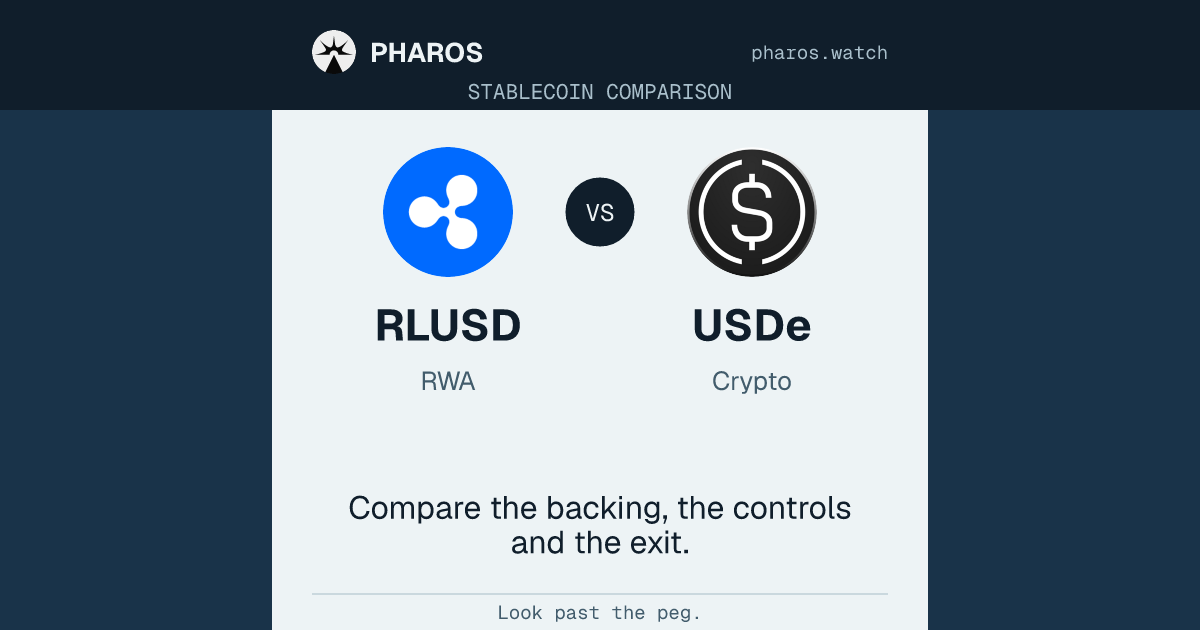 PHAROS
pharos.watch
STABLECOIN COMPARISON
VS
RLUSD
USDe
RWA
Crypto
Compare the backing, the controls
and the exit.
Look past the peg.